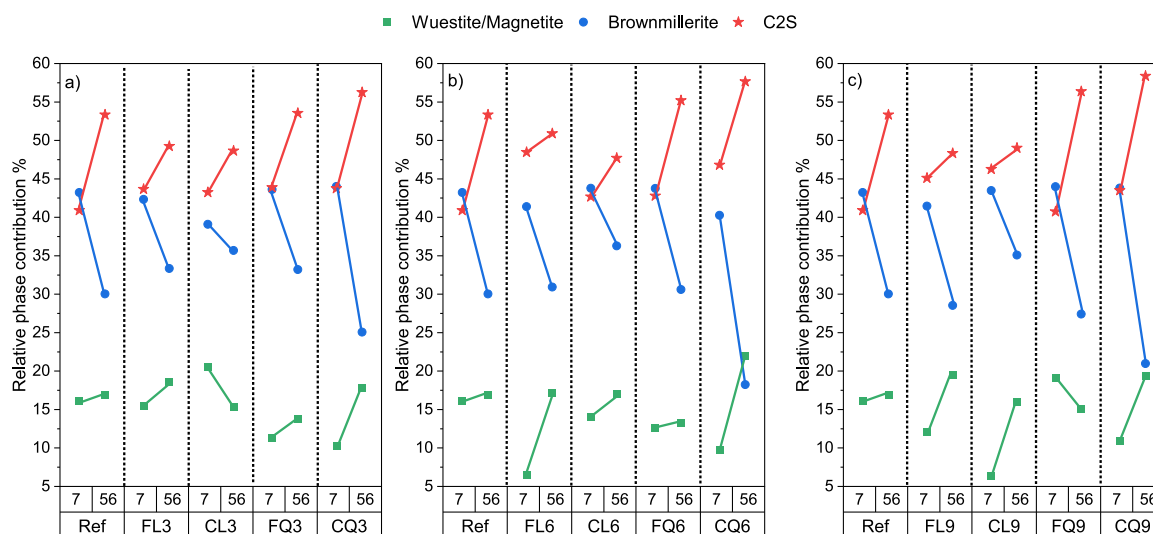 Wuestite/Magnetite Brownmillerite C2S
a)
Relative phase contribution %
60
55
50
45
40
35
30
25
20
15
10
5
7 56 7 56 7 56 7 56 7 56
Ref FL3 CL3 FQ3 CQ3
b)
Relative phase contribution %
60
55
50
45
40
35
30
25
20
15
10
5
7 56 7 56 7 56 7 56 7 56
Ref FL6 CL6 FQ6 CQ6
c)
Relative phase contribution %
60
55
50
45
40
35
30
25
20
15
10
5
7 56 7 56 7 56 7 56 7 56
Ref FL9 CL9 FQ9 CQ9